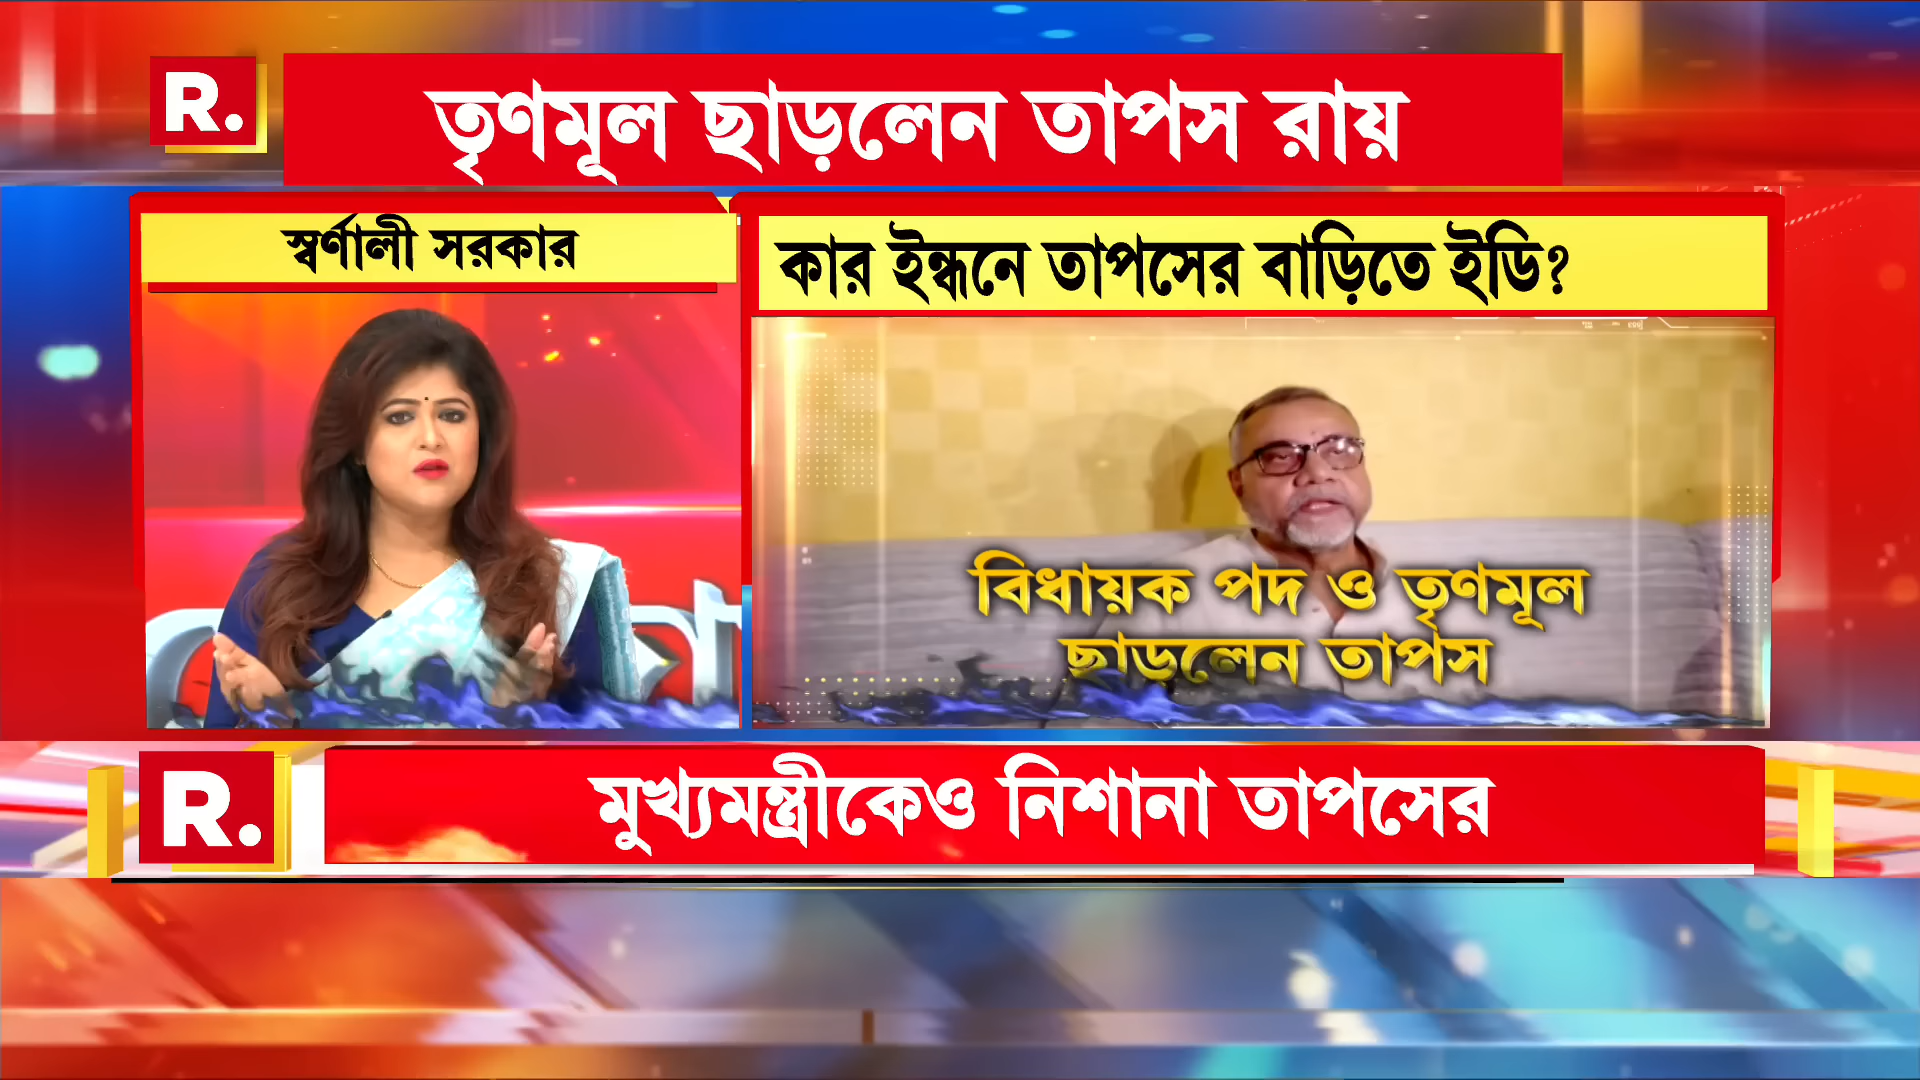 R.
তৃণমূল ছাড়লেন তাপস রায়
স্বর্ণালী সরকার
কার ইন্ধনে তাপসের বাড়িতে ইডি?
বিধায়ক পদ ও তৃণমূল
ছাড়লেন তাপস
R.
মুখ্যমন্ত্রীকেও নিশানা তাপসের